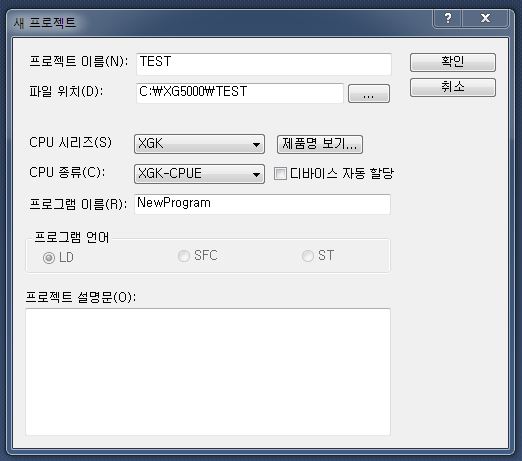 새 프로젝트
프로젝트 이름(N): TEST 확인
파일 위치(D): C:₩XG5000₩TEST ... 취소
CPU 시리즈(S) XGK 제품명 보기...
CPU 종류(C): XGK-CPUE 디바이스 자동 할당
프로그램 이름(R): NewProgram
프로그램 언어
LD SFC ST
프로젝트 설명문(O):